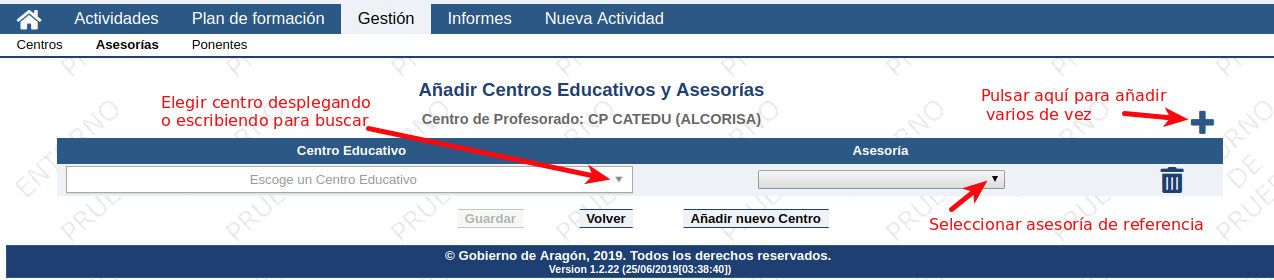 Actividades Plan de formación Gestión Informes Nueva Actividad
Centros Asesorías Ponentes
Añadir Centros Educativos y Asesorías
Elegir centro desplegando
o escribiendo para buscar
Centro de Profesorado: CP CATEDU (ALCORISA)
Pulsar aquí para añadir
varios de vez
Centro Educativo Asesoría
Escoge un Centro Educativo
Guardar Volver Añadir nuevo Centro
Seleccionar asesoría de referencia
© Gobierno de Aragón, 2019. Todos los derechos reservados.
Version 1.2.22 (25/06/2019[03:38:40])
ENTORNO
DE
PRUE